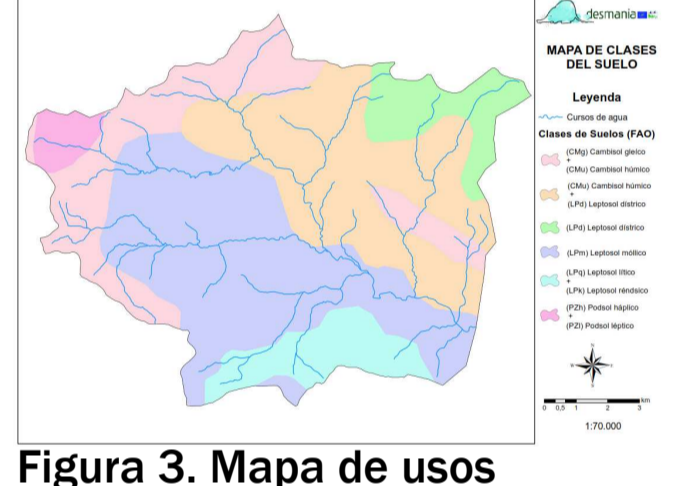 desmania
MAPA DE CLASES
DEL SUELO
Leyenda
Cursos de agua
Clases de Suelos (FAO)
(CMg) Cambisol gleico
+
(CMu) Cambisol húmico
(CMu) Cambisol húmico
+
(LPd) Leptosol dístrico
(LPd) Leptosol dístrico
(LPm) Leptosol móllico
(LPq) Leptosol lítico
+
(LPk) Leptosol réndsico
(PZh) Podsol háplico
+
(PZl) Podsol léptico
N
W
E
S
km
0 0,5 1 2 3
1:70.000
Figura 3. Mapa de usos